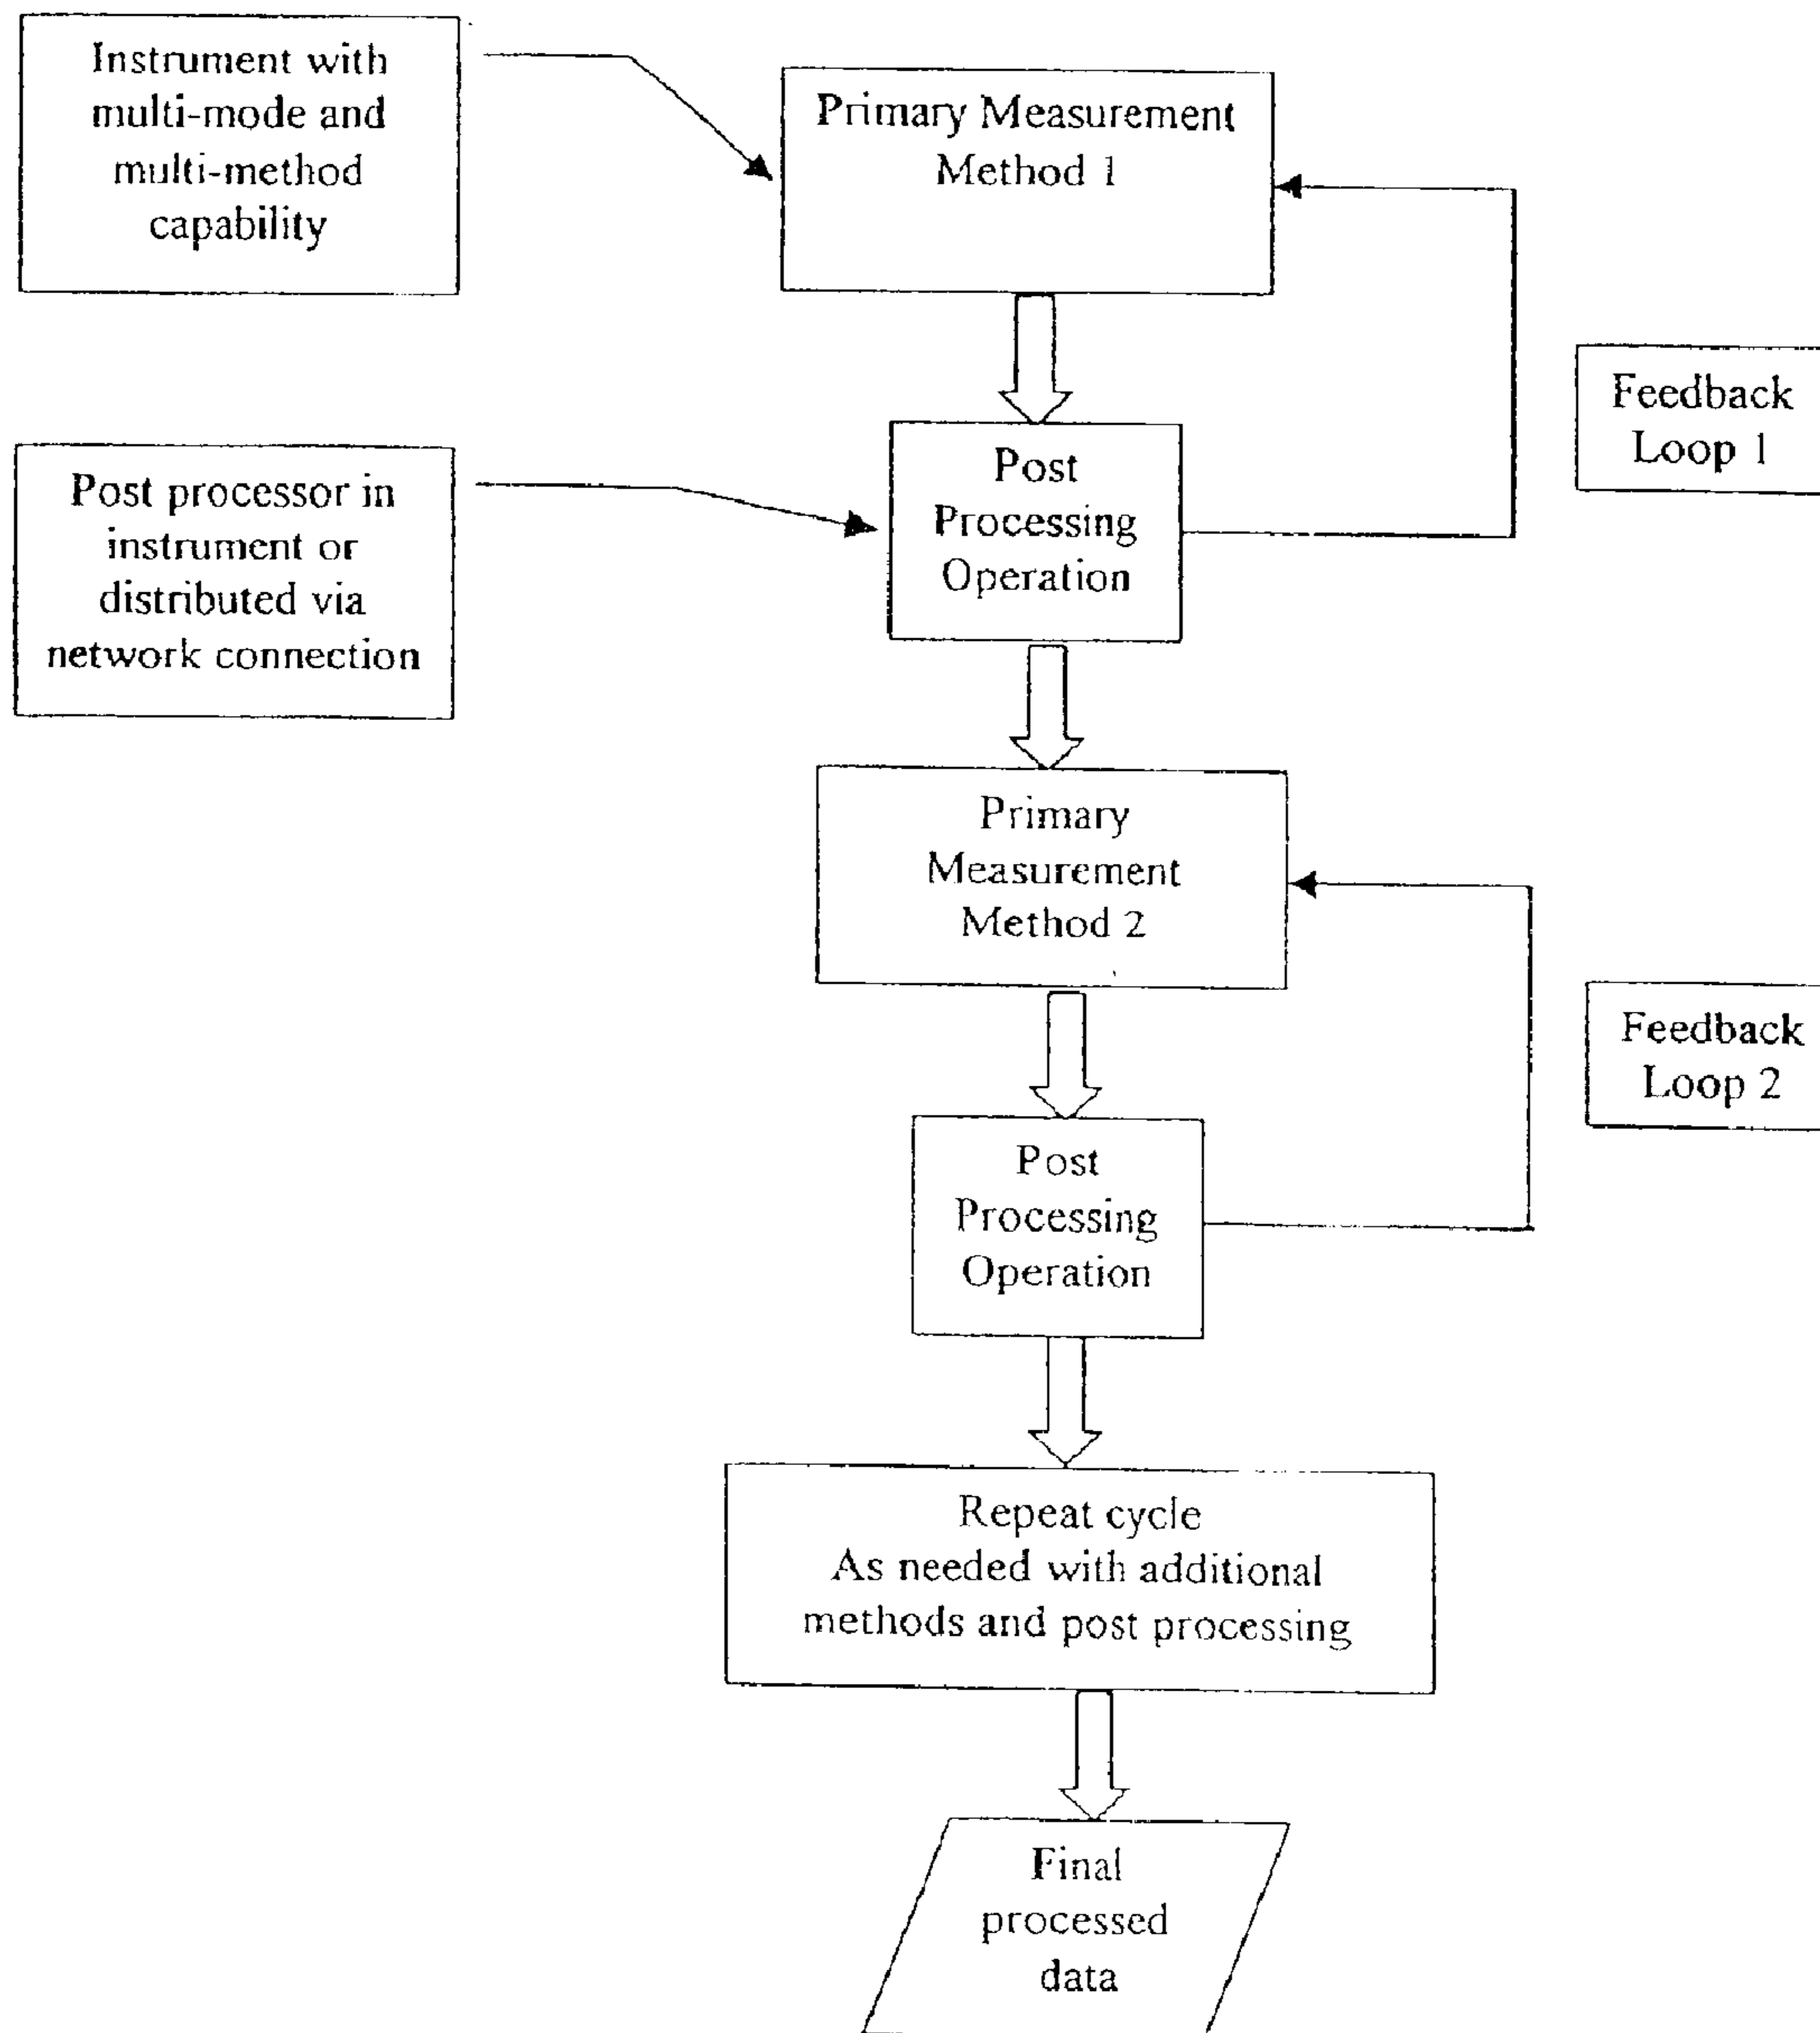 Instrument with
multi-mode and
multi-method
capability
Primary Measurement
Method 1
Feedback
Loop 1
Post processor in
instrument or
distributed via
network connection
Post
Processing
Operation
Primary
Measurement
Method 2
Feedback
Loop 2
Post
Processing
Operation
Repeat cycle
As needed with additional
methods and post processing
Final
processed
data